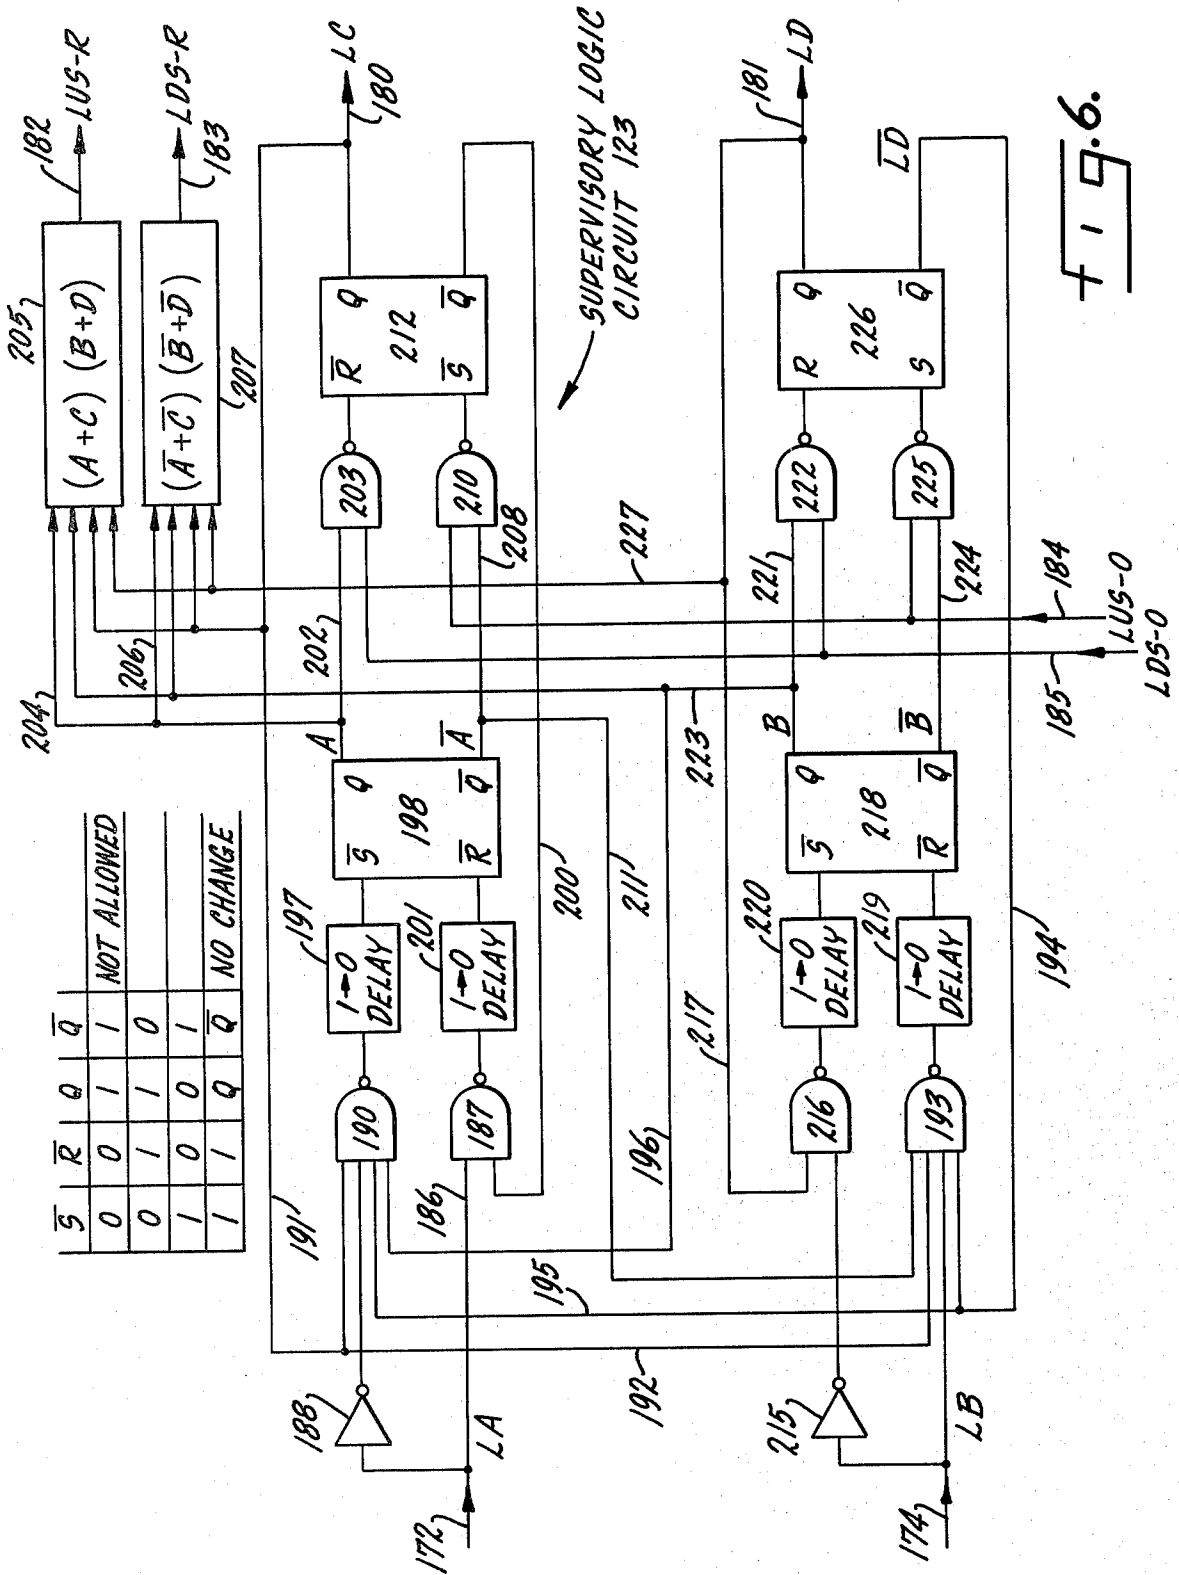 S̅ R̅ Q Q̅
0 0 1 1 NOT ALLOWED
0 1 1 0
1 0 0 1
1 1 Q Q̅ NO CHANGE
205
(A+C) (B+D)
182
LUS-R
(A̅+C̅) (B̅+D̅)
183
LDS-R
207
204
206
191
188
190
197
1→0
DELAY
S̅ Q
198
R̅ Q̅
A
A̅
202
203
R̅ Q
212
S̅ Q̅
LC
180
172
LA
186
187
201
1→0
DELAY
208
210
200
211
SUPERVISORY LOGIC
CIRCUIT 123
192
195
196
217
223
227
215
216
220
1→0
DELAY
S̅ Q
218
R̅ Q̅
B
B̅
221
222
R Q
226
S Q̅
181
LD
L̅D̅
174
LB
193
219
1→0
DELAY
224
225
194
185
184
LUS-O
LDS-O
Fig. 6.